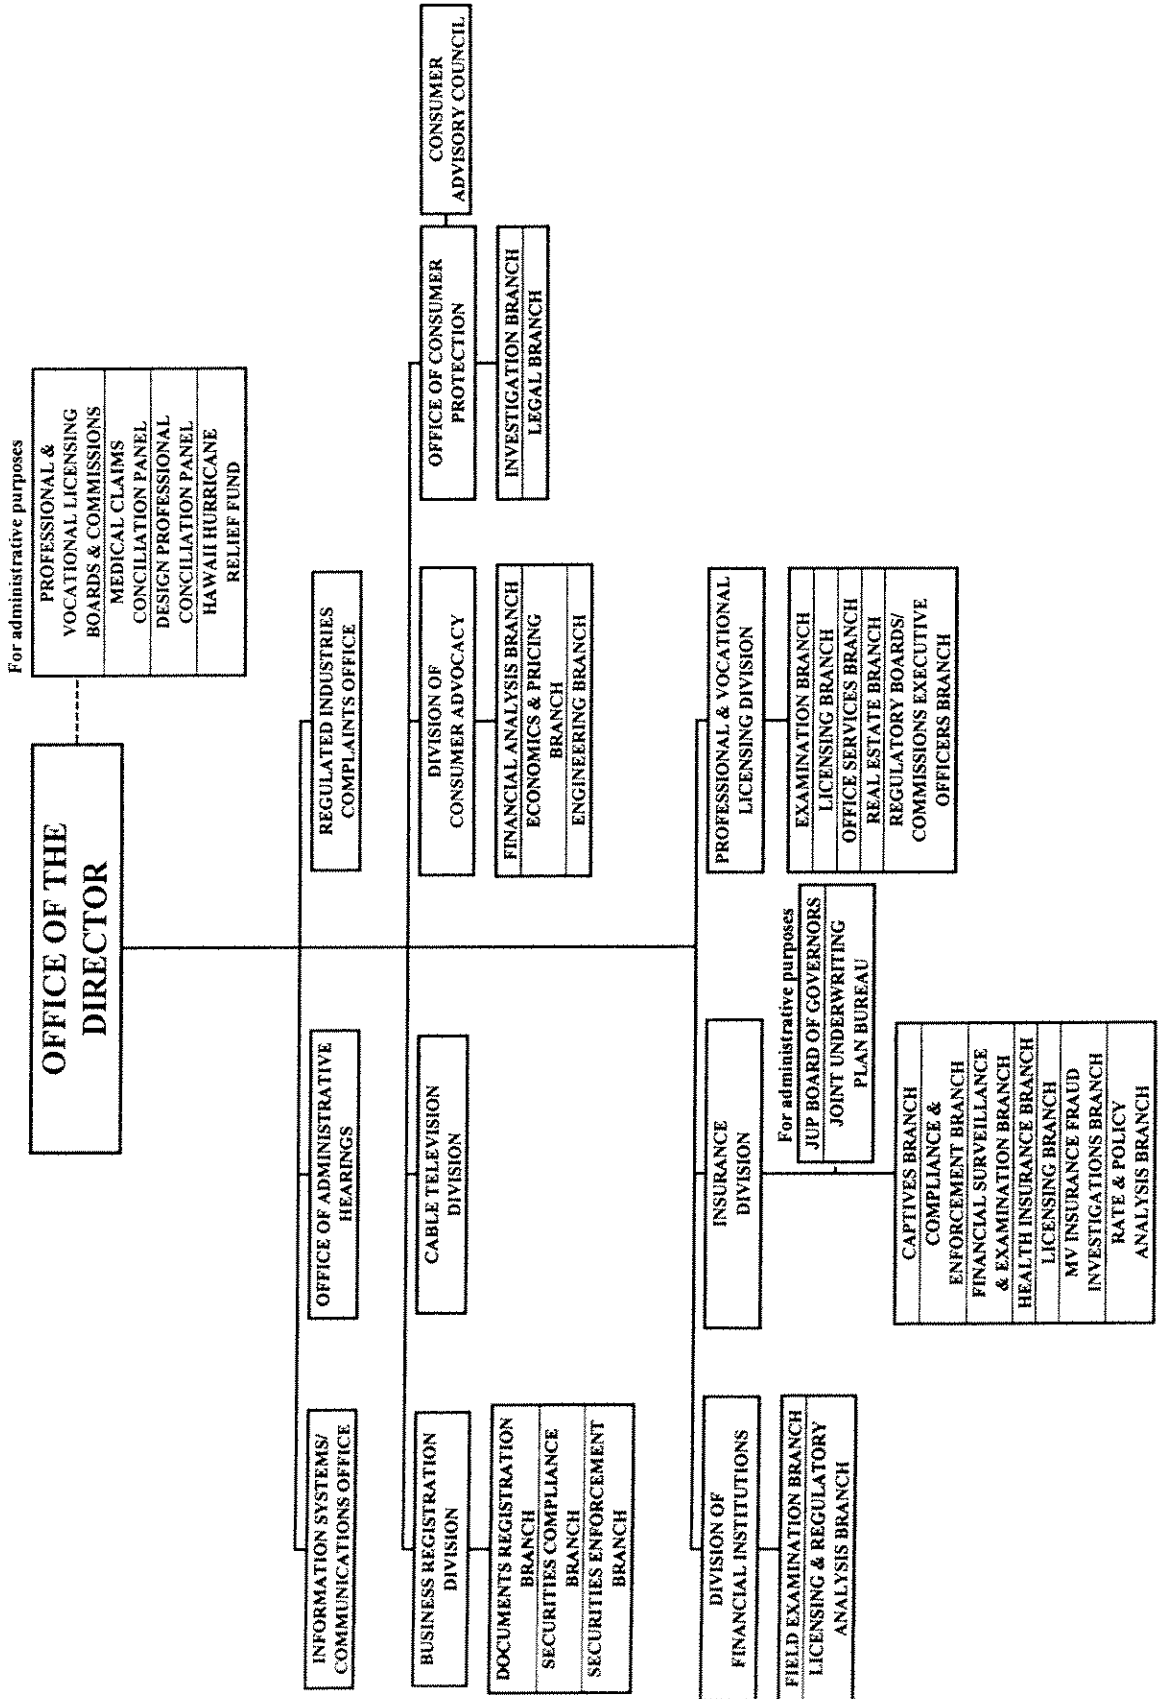 OFFICE OF THE
DIRECTOR
For administrative purposes
PROFESSIONAL &
VOCATIONAL LICENSING
BOARDS & COMMISSIONS
MEDICAL CLAIMS
CONCILIATION PANEL
DESIGN PROFESSIONAL
CONCILIATION PANEL
HAWAII HURRICANE
RELIEF FUND
INFORMATION SYSTEMS/
COMMUNICATIONS OFFICE
OFFICE OF ADMINISTRATIVE
HEARINGS
REGULATED INDUSTRIES
COMPLAINTS OFFICE
BUSINESS REGISTRATION
DIVISION
DOCUMENTS REGISTRATION
BRANCH
SECURITIES COMPLIANCE
BRANCH
SECURITIES ENFORCEMENT
BRANCH
CABLE TELEVISION
DIVISION
DIVISION OF
CONSUMER ADVOCACY
FINANCIAL ANALYSIS BRANCH
ECONOMICS & PRICING
BRANCH
ENGINEERING BRANCH
OFFICE OF CONSUMER
PROTECTION
INVESTIGATION BRANCH
LEGAL BRANCH
CONSUMER
ADVISORY COUNCIL
DIVISION OF
FINANCIAL INSTITUTIONS
FIELD EXAMINATION BRANCH
LICENSING & REGULATORY
ANALYSIS BRANCH
INSURANCE
DIVISION
For administrative purposes
JUP BOARD OF GOVERNORS
JOINT UNDERWRITING
PLAN BUREAU
CAPTIVES BRANCH
COMPLIANCE &
ENFORCEMENT BRANCH
FINANCIAL SURVEILLANCE
& EXAMINATION BRANCH
HEALTH INSURANCE BRANCH
LICENSING BRANCH
MV INSURANCE FRAUD
INVESTIGATIONS BRANCH
RATE & POLICY
ANALYSIS BRANCH
PROFESSIONAL & VOCATIONAL
LICENSING DIVISION
EXAMINATION BRANCH
LICENSING BRANCH
OFFICE SERVICES BRANCH
REAL ESTATE BRANCH
REGULATORY BOARDS/
COMMISSIONS EXECUTIVE
OFFICERS BRANCH